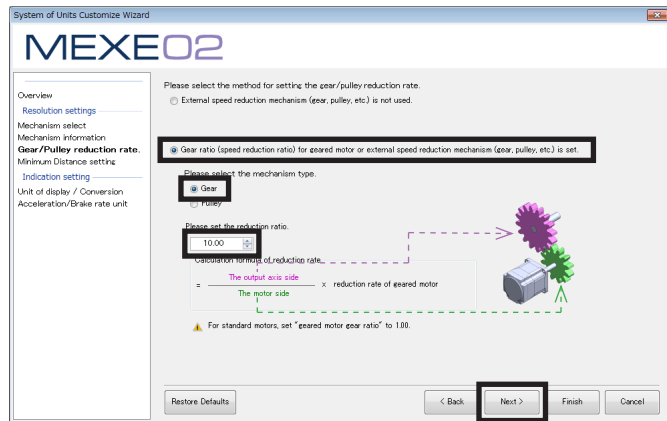 System of Units Customize Wizard
MEXE02
Overview
Resolution settings
Mechanism select
Mechanism information
Gear/Pulley reduction rate.
Minimum Distance setting
Indication setting
Unit of display / Conversion
Acceleration/Brake rate unit
Please select the method for setting the gear/pulley reduction rate.
External speed reduction mechanism (gear, pulley, etc.) is not used.
Gear ratio (speed reduction ratio) for geared motor or external speed reduction mechanism (gear, pulley, etc.) is set.
Please select the mechanism type.
Gear
Pulley
Please set the reduction ratio.
10.00
Calculation formula of reduction rate
The output axis side
= x reduction rate of geared motor
The motor side
For standard motors, set "geared motor gear ratio" to 1.00.
Restore Defaults
< Back
Next >
Finish
Cancel